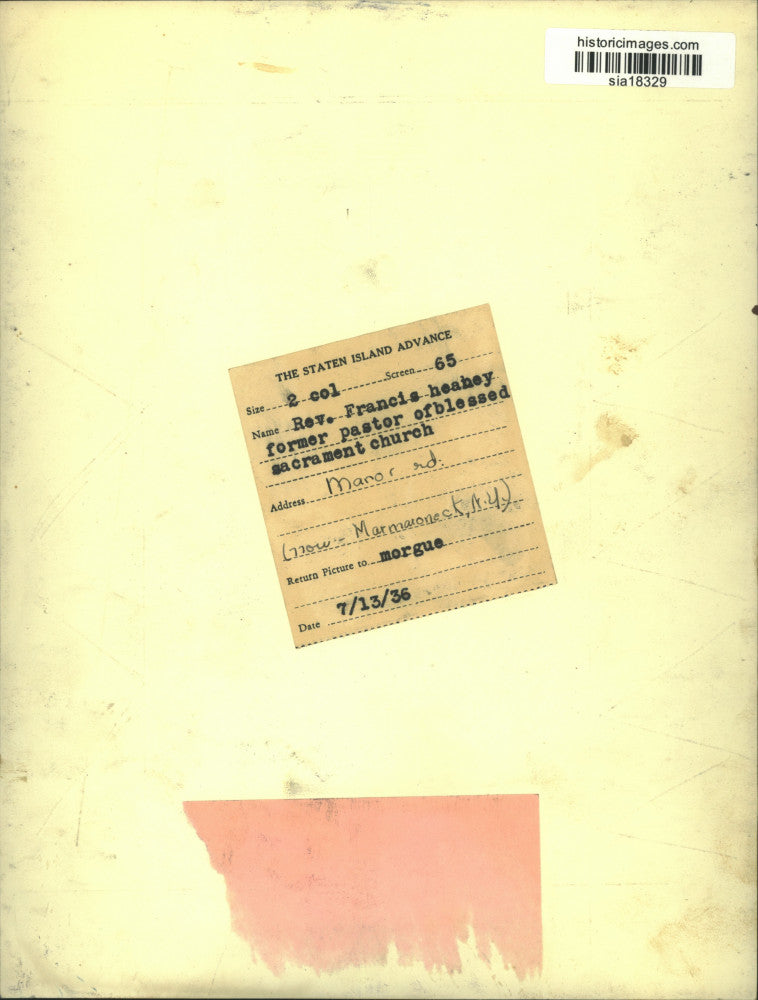 historicimages.com
sia18329
THE STATEN ISLAND ADVANCE
Size 2 col Screen 65
Name Rev. Francis heahey
former pastor ofblessed
sacrament church
Address Manor rd.
(now - Marmaroneck, N.Y)
Return Picture to morgue
Date 7/13/36